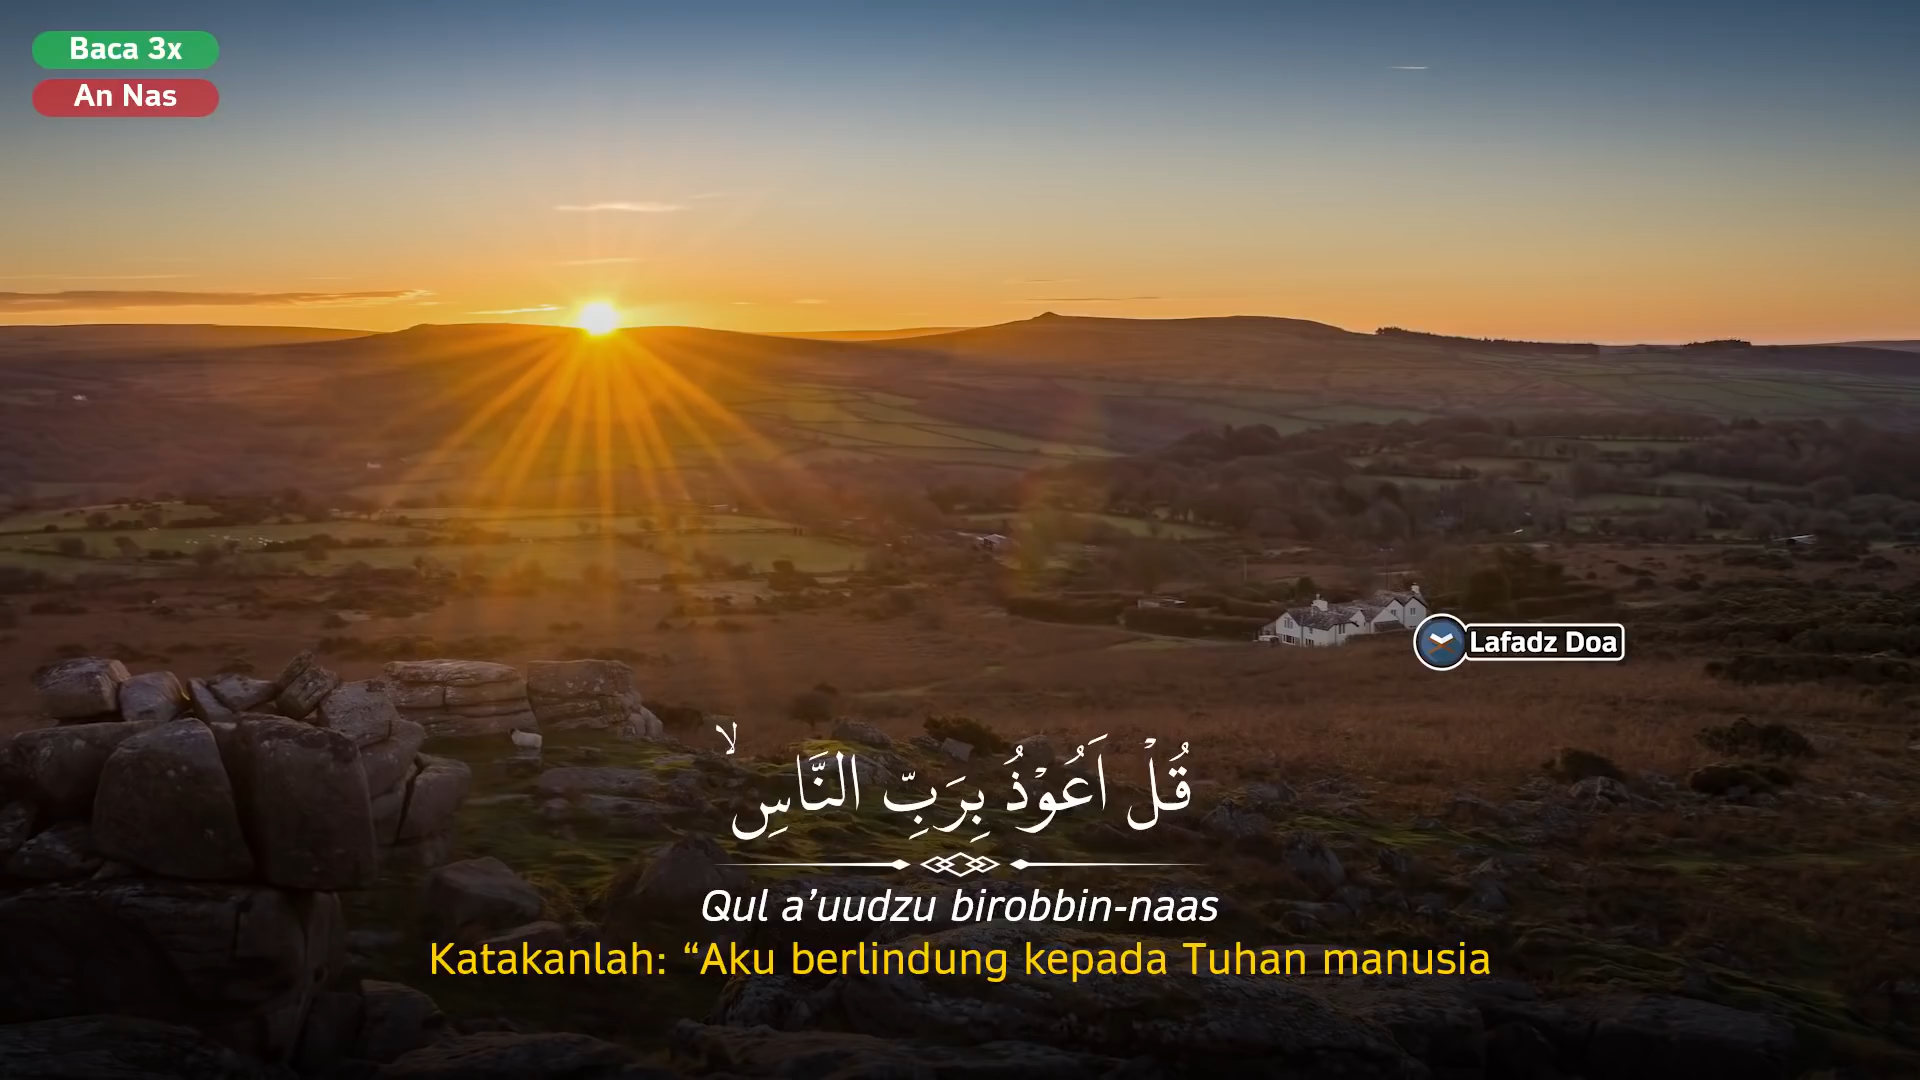 Baca 3x
An Nas
Lafadz Doa
قُلْ اَعُوْذُ بِرَبِّ النَّاسِۙ
Qul a’uudzu birobbin-naas
Katakanlah: “Aku berlindung kepada Tuhan manusia